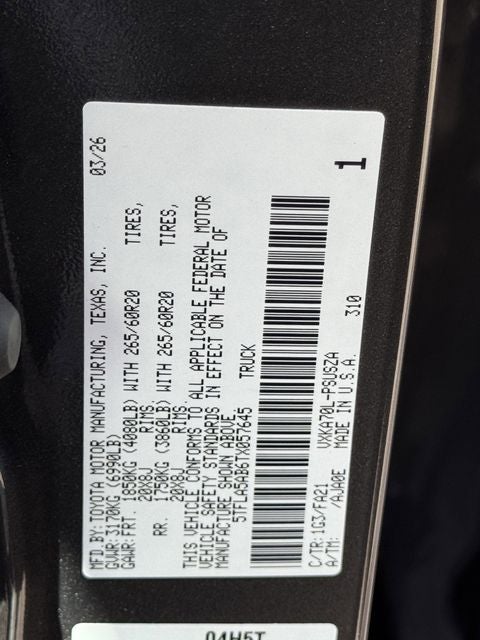 MFD.BY:TOYOTA MOTOR MANUFACTURING, TEXAS, INC. 03/26
GVWR:3170KG (6990LB)
GAWR:FRT. 1850KG (4080LB) WITH 265/60R20 TIRES,
20X8J RIMS.
RR. 1750KG (3860LB) WITH 265/60R20 TIRES,
20X8J RIMS.
THIS VEHICLE CONFORMS TO ALL APPLICABLE FEDERAL MOTOR
VEHICLE SAFETY STANDARDS IN EFFECT ON THE DATE OF
MANUFACTURE SHOWN ABOVE.
5TFLA5AB6TX057645 TRUCK
C/TR:1G3/FA21 VXKA70L-PSUSZA
A/TM: /AJA0E MADE IN U.S.A. 310
1
04H5T